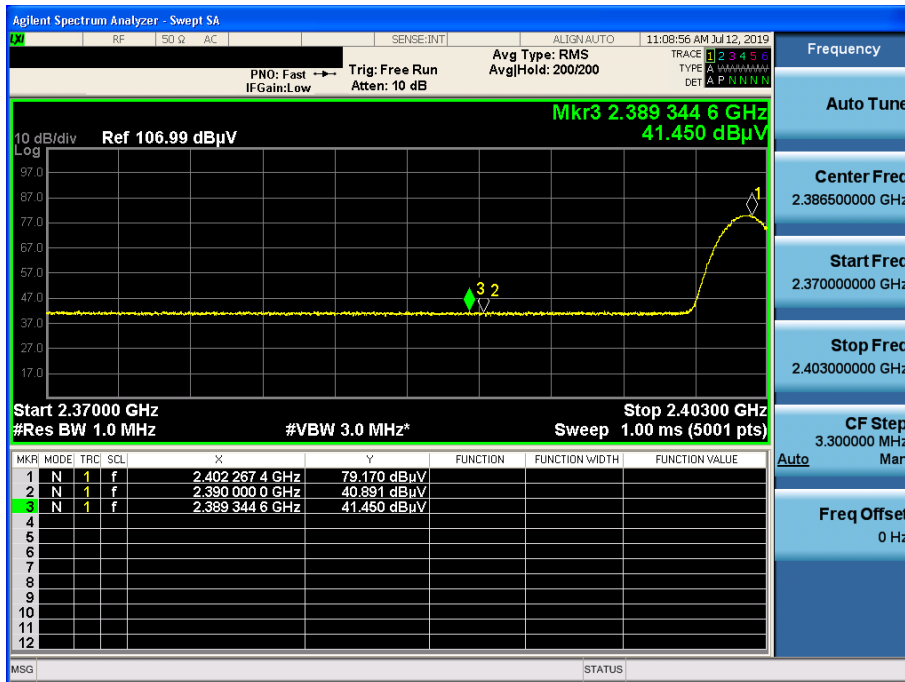 Agilent Spectrum Analyzer - Swept SA
LXI RF 50 Ω AC SENSE:INT ALIGN AUTO 11:08:56 AM Jul 12, 2019
PNO: Fast
IFGain:Low
Trig: Free Run
Atten: 10 dB
Avg Type: RMS
Avg|Hold: 200/200
TRACE 1 2 3 4 5 6
TYPE A WWWWW
DET A P N N N N
Mkr3 2.389 344 6 GHz
41.450 dBµV
10 dB/div Ref 106.99 dBµV
Log
97.0
87.0
77.0
67.0
57.0
47.0
37.0
27.0
17.0
1
3 2
Start 2.37000 GHz Stop 2.40300 GHz
#Res BW 1.0 MHz #VBW 3.0 MHz* Sweep 1.00 ms (5001 pts)
MKR MODE TRC SCL X Y FUNCTION FUNCTION WIDTH FUNCTION VALUE
1 N 1 f 2.402 267 4 GHz 79.170 dBµV
2 N 1 f 2.390 000 0 GHz 40.891 dBµV
3 N 1 f 2.389 344 6 GHz 41.450 dBµV
4
5
6
7
8
9
10
11
12
MSG STATUS
Frequency
Auto Tune
Center Freq
2.386500000 GHz
Start Freq
2.370000000 GHz
Stop Freq
2.403000000 GHz
CF Step
3.300000 MHz
Auto Man
Freq Offset
0 Hz